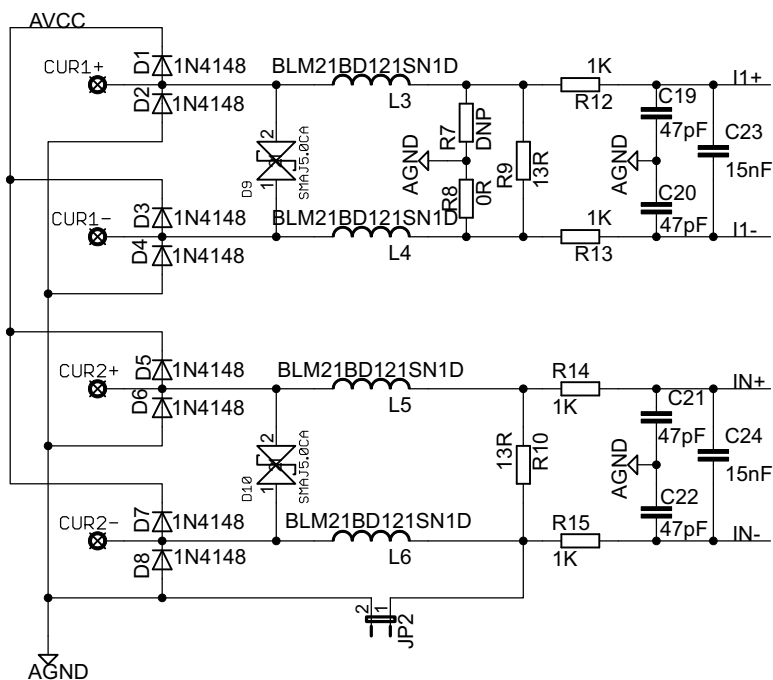 AVCC
CUR1+
D1
1N4148
D2
1N4148
BLM21BD121SN1D
L3
1K
R12
I1+
C19
47pF
C23
15nF
2
1
D9
SMAJ5.0CA
R7
DNP
AGND
R8
0R
R9
13R
AGND
C20
47pF
CUR1-
D3
1N4148
D4
1N4148
BLM21BD121SN1D
L4
1K
R13
I1-
CUR2+
D5
1N4148
D6
1N4148
BLM21BD121SN1D
L5
R14
1K
IN+
C21
47pF
C24
15nF
2
1
D10
SMAJ5.0CA
13R
R10
AGND
C22
47pF
CUR2-
D7
1N4148
D8
1N4148
BLM21BD121SN1D
L6
R15
1K
IN-
2
1
JP2
AGND